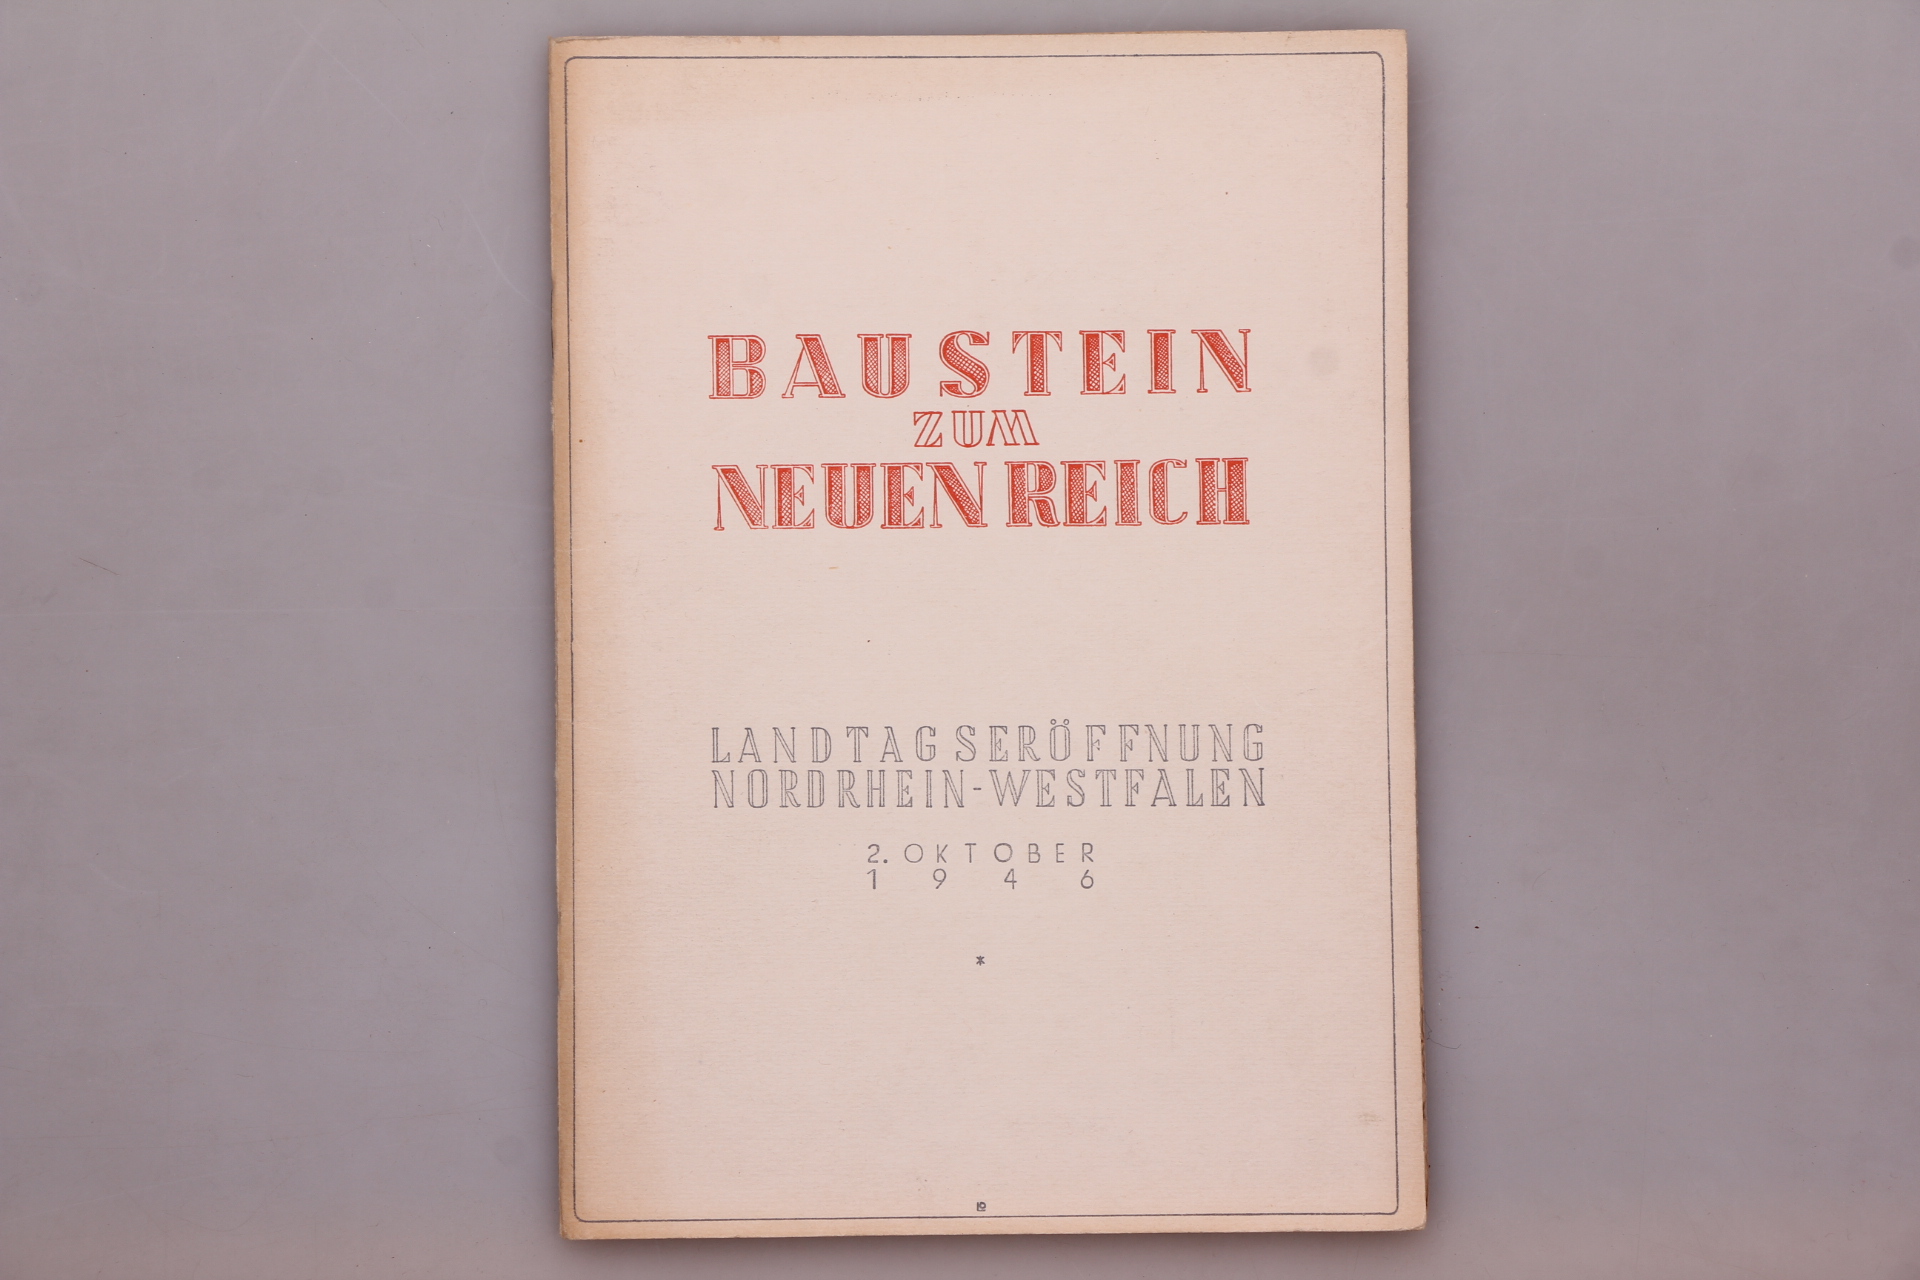 BAUSTEIN
ZUM
NEUEN REICH
LANDTAGSERÖFFNUNG
NORDRHEIN-WESTFALEN
2. OKTOBER
1946
*